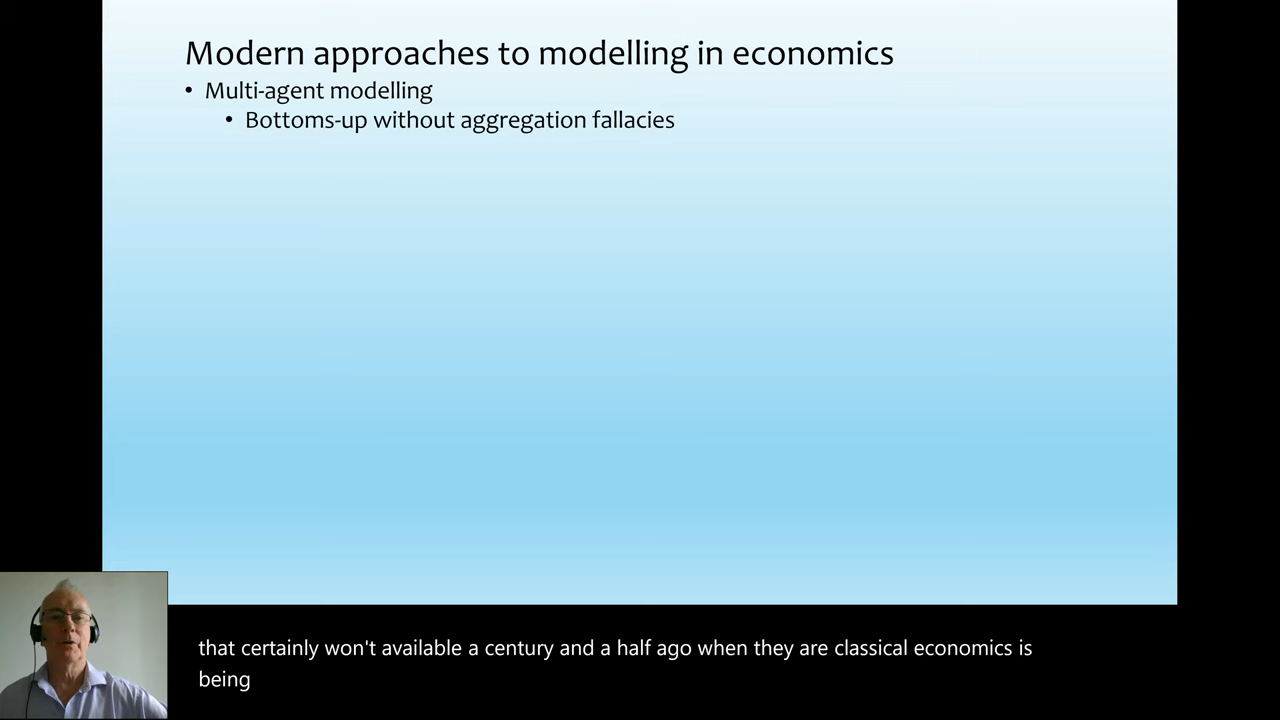 Modern approaches to modelling in economics
• Multi-agent modelling
• Bottoms-up without aggregation fallacies
that certainly won't available a century and a half ago when they are classical economics is
being